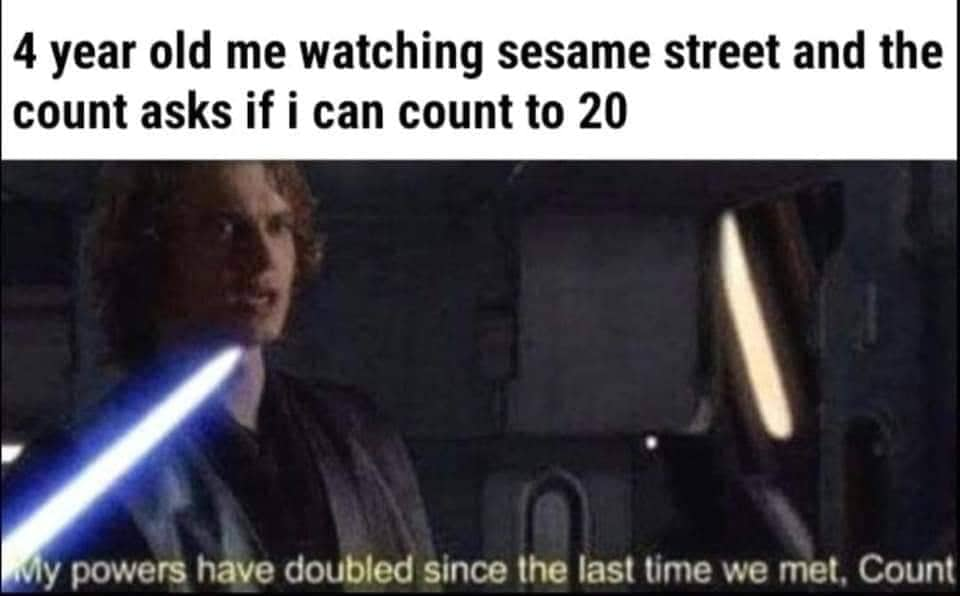 4 year old me watching sesame street and the
count asks if i can count to 20
My powers have doubled since the last time we met, Count